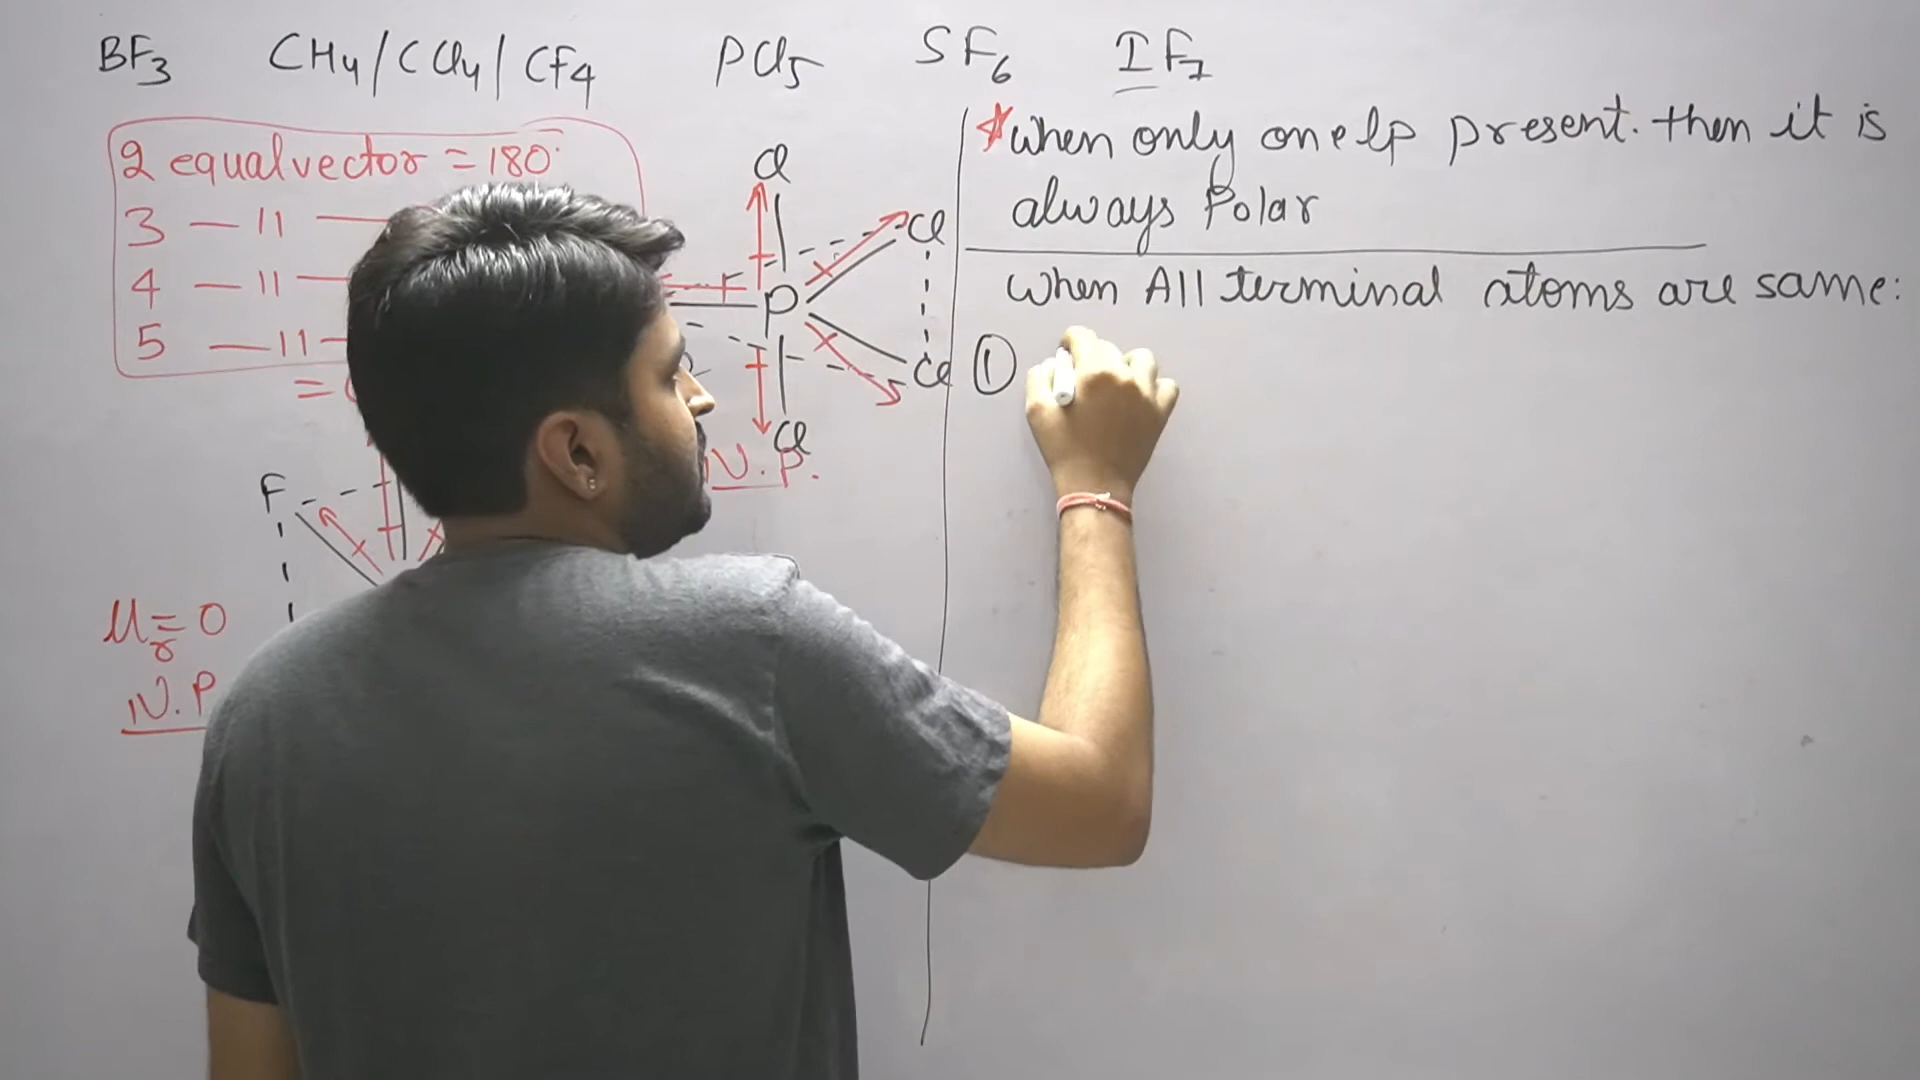 BF3 CH4/CCl4/CF4 PCl5 SF6 IF7
2 equal vector = 180°
3 — 11 —
4 — 11 —
5 — 11 —
=
Cl
Cl
P
Cl
Cl
N.P.
F
μr = 0
N.P
*when only one lp present. then it is
always Polar
when All terminal atoms are same:
①